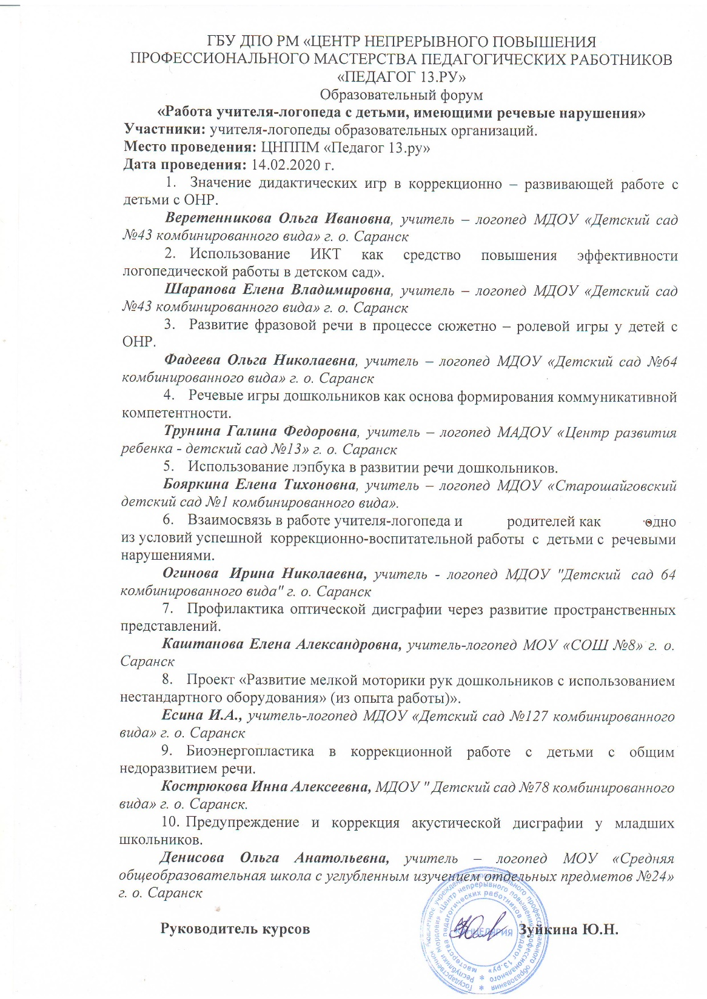 ГБУ ДПО РМ «ЦЕНТР НЕПРЕРЫВНОГО ПОВЫШЕНИЯ
ПРОФЕССИОНАЛЬНОГО МАСТЕРСТВА ПЕДАГОГИЧЕСКИХ РАБОТНИКОВ
«ПЕДАГОГ 13.РУ»
Образовательный форум
«Работа учителя-логопеда с детьми, имеющими речевые нарушения»
Участники: учителя-логопеды образовательных организаций.
Место проведения: ЦНППМ «Педагог 13.ру»
Дата проведения: 14.02.2020 г.
1. Значение дидактических игр в коррекционно – развивающей работе с
детьми с ОНР.
Веретенникова Ольга Ивановна, учитель – логопед МДОУ «Детский сад
№43 комбинированного вида» г. о. Саранск
2. Использование ИКТ как средство повышения эффективности
логопедической работы в детском сад».
Шарапова Елена Владимировна, учитель – логопед МДОУ «Детский сад
№43 комбинированного вида» г. о. Саранск
3. Развитие фразовой речи в процессе сюжетно – ролевой игры у детей с
ОНР.
Фадеева Ольга Николаевна, учитель – логопед МДОУ «Детский сад №64
комбинированного вида» г. о. Саранск
4. Речевые игры дошкольников как основа формирования коммуникативной
компетентности.
Трунина Галина Федоровна, учитель – логопед МАДОУ «Центр развития
ребенка - детский сад №13» г. о. Саранск
5. Использование лэпбука в развитии речи дошкольников.
Бояркина Елена Тихоновна, учитель – логопед МДОУ «Старошайговский
детский сад №1 комбинированного вида».
6. Взаимосвязь в работе учителя-логопеда и родителей как одно
из условий успешной коррекционно-воспитательной работы с детьми с речевыми
нарушениями.
Огинова Ирина Николаевна, учитель - логопед МДОУ "Детский сад 64
комбинированного вида" г. о. Саранск
7. Профилактика оптической дисграфии через развитие пространственных
представлений.
Каштанова Елена Александровна, учитель-логопед МОУ «СОШ №8» г. о.
Саранск
8. Проект «Развитие мелкой моторики рук дошкольников с использованием
нестандартного оборудования» (из опыта работы)».
Есина И.А., учитель-логопед МДОУ «Детский сад №127 комбинированного
вида» г. о. Саранск
9. Биоэнергопластика в коррекционной работе с детьми с общим
недоразвитием речи.
Кострюкова Инна Алексеевна, МДОУ " Детский сад №78 комбинированного
вида» г. о. Саранск.
10. Предупреждение и коррекция акустической дисграфии у младших
школьников.
Денисова Ольга Анатольевна, учитель – логопед МОУ «Средняя
общеобразовательная школа с углубленным изучением отдельных предметов №24»
г. о. Саранск
Руководитель курсов Зуйкина Ю.Н.
КАНЦЕЛЯРИЯ
Государственное бюджетное учреждение дополнительного профессионального образования
Республики Мордовия «Центр непрерывного повышения профессионального
мастерства педагогических работников - «Педагог 13.ру»